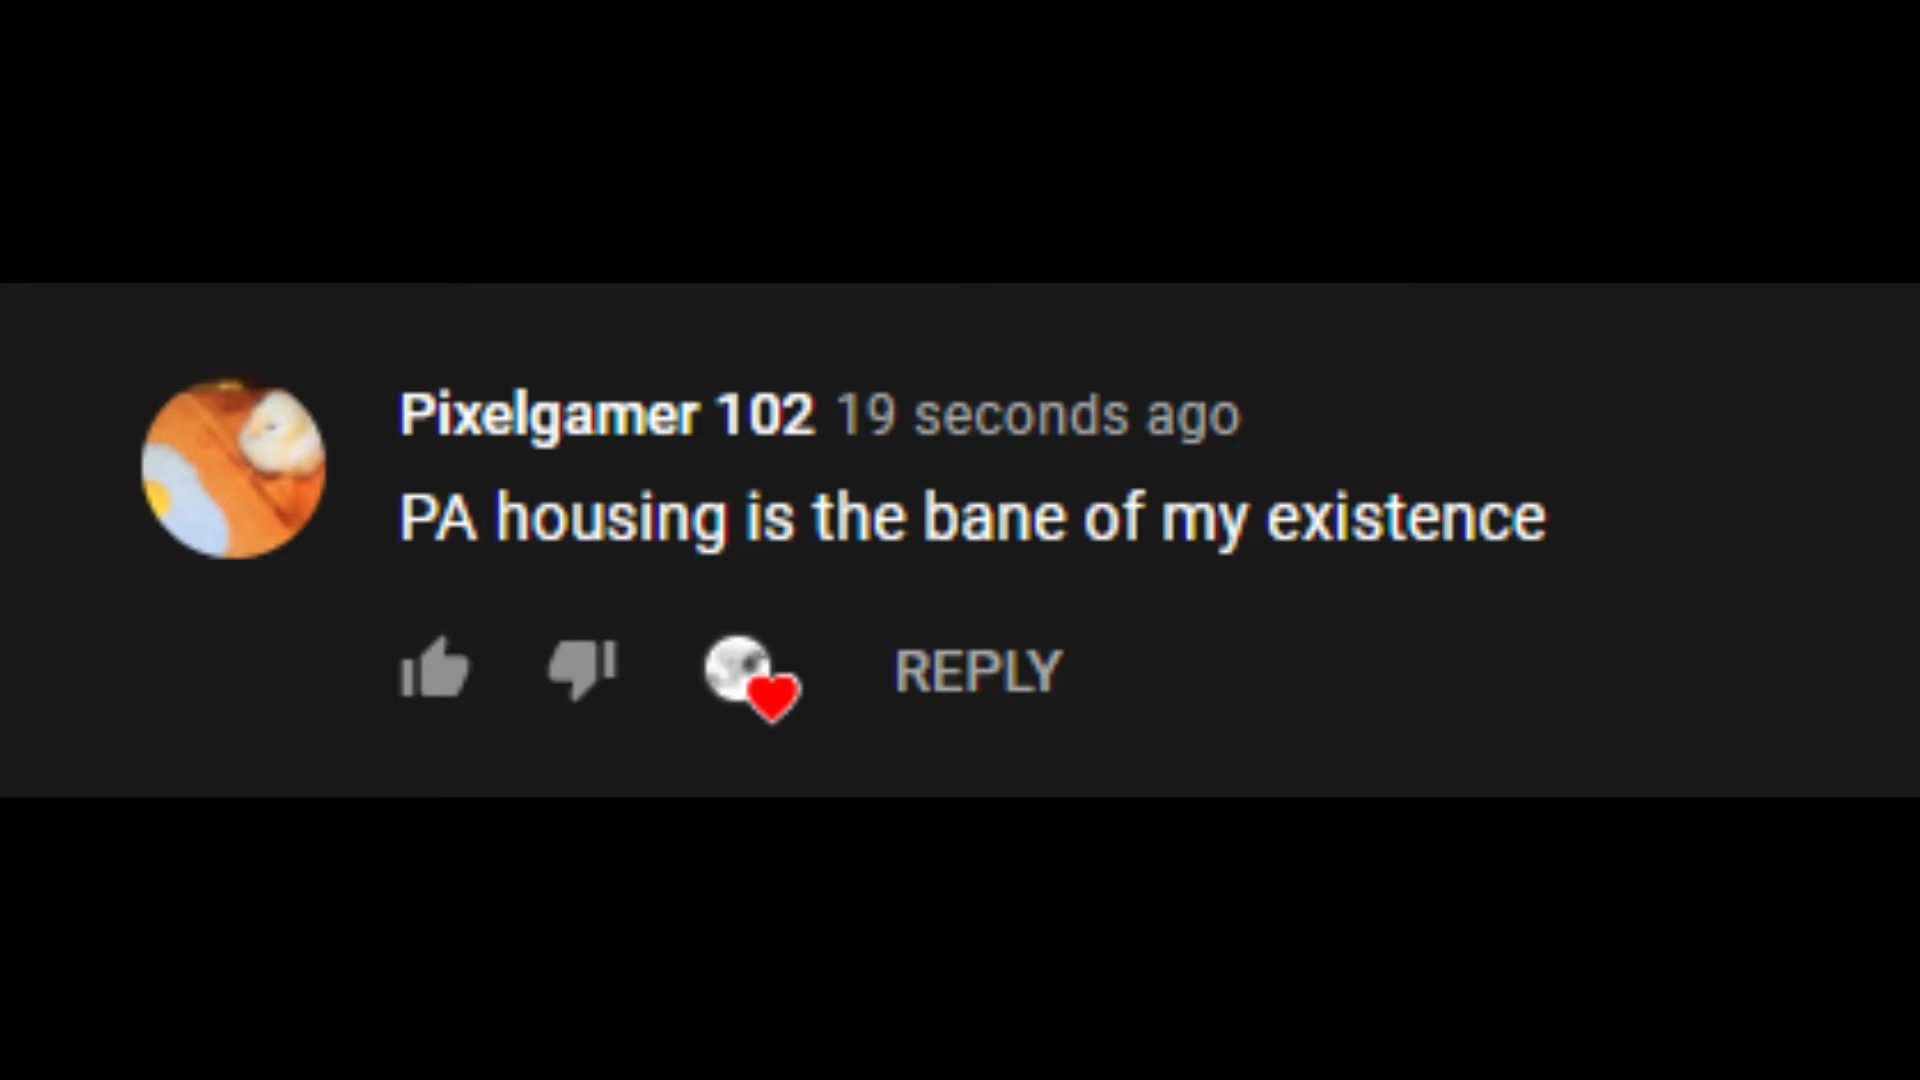 Pixelgamer 102 19 seconds ago
PA housing is the bane of my existence
REPLY